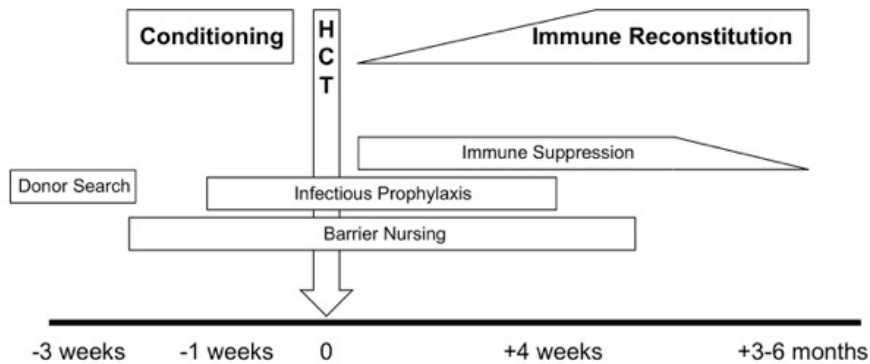 Conditioning
HCT
Immune Reconstitution
Immune Suppression
Donor Search
Infectious Prophylaxis
Barrier Nursing
-3 weeks -1 weeks 0 +4 weeks +3-6 months